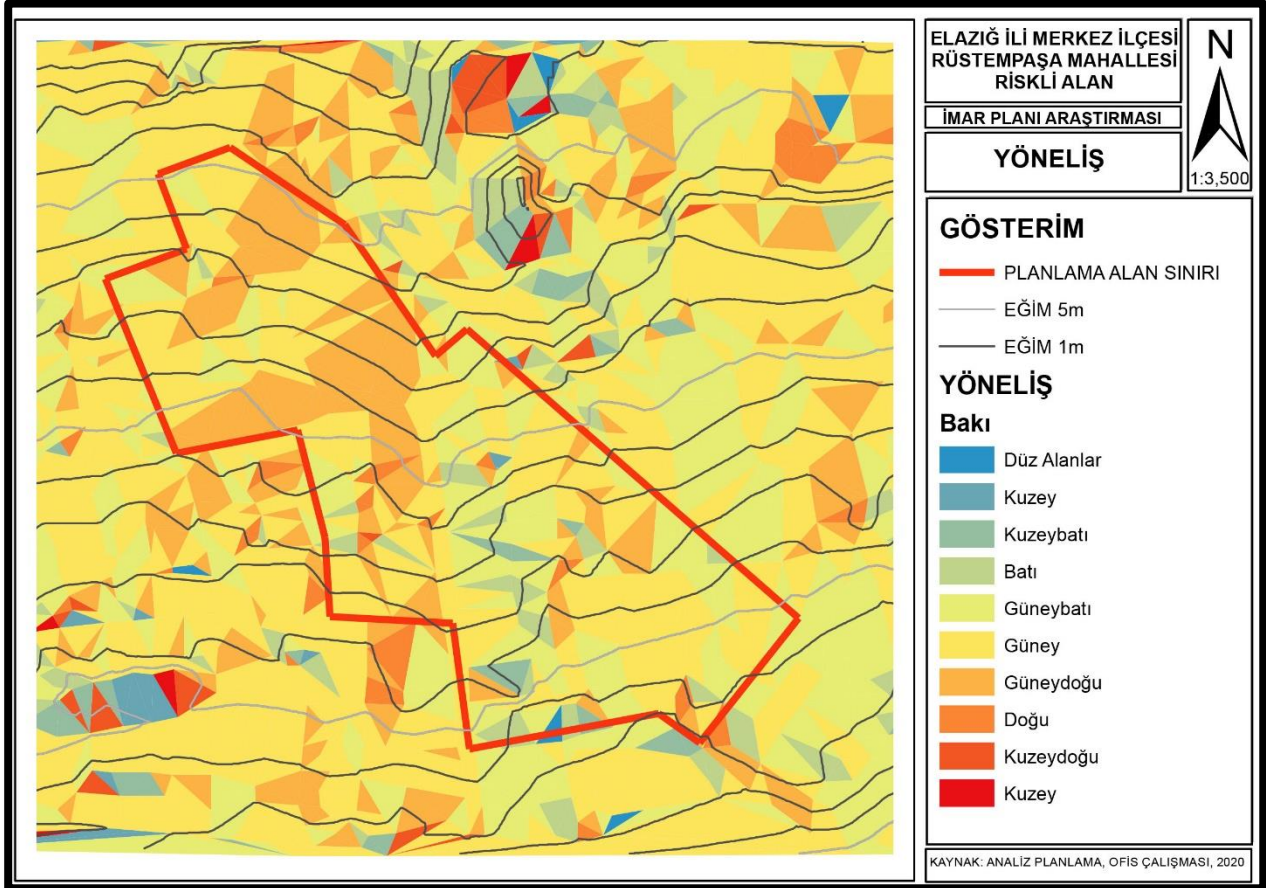 ELAZIĞ İLİ MERKEZ İLÇESİ
RÜSTEMPAŞA MAHALLESİ
RİSKLİ ALAN
İMAR PLANI ARAŞTIRMASI
YÖNELİŞ
N
1:3,500
GÖSTERİM
PLANLAMA ALAN SINIRI
EĞİM 5m
EĞİM 1m
YÖNELİŞ
Bakı
Düz Alanlar
Kuzey
Kuzeybatı
Batı
Güneybatı
Güney
Güneydoğu
Doğu
Kuzeydoğu
Kuzey
KAYNAK: ANALİZ PLANLAMA, OFİS ÇALIŞMASI, 2020